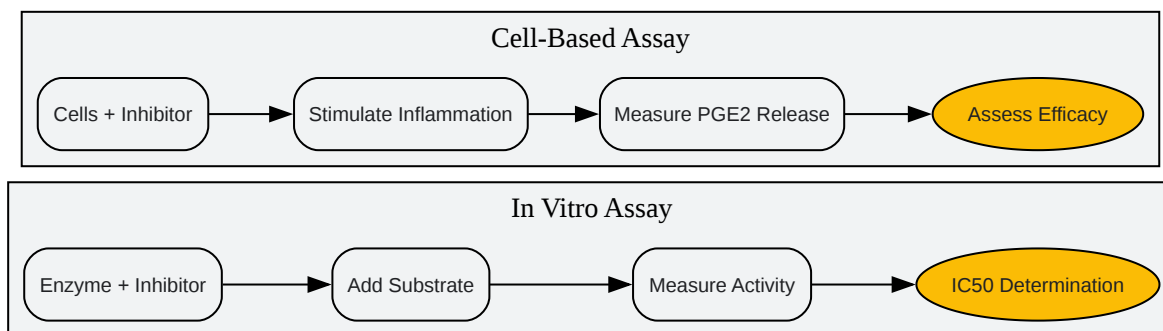 Cell-Based Assay
Cells + Inhibitor
Stimulate Inflammation
Measure PGE2 Release
Assess Efficacy
In Vitro Assay
Enzyme + Inhibitor
Add Substrate
Measure Activity
IC50 Determination